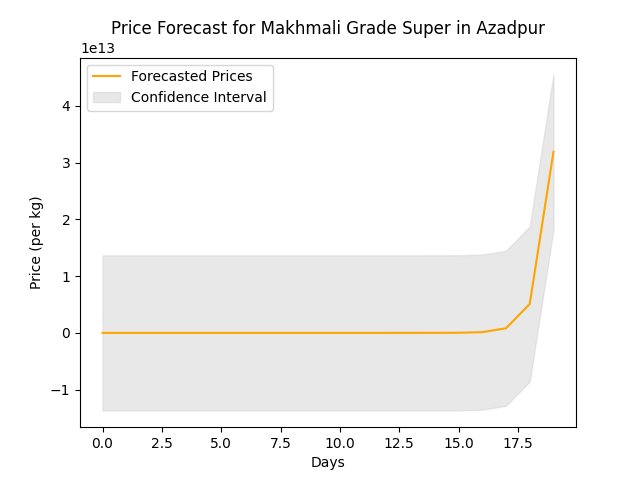 Price Forecast for Makhmali Grade Super in Azadpur
1e13
Forecasted Prices
Confidence Interval
4
3
2
1
0
−1
Price (per kg)
0.0 2.5 5.0 7.5 10.0 12.5 15.0 17.5
Days